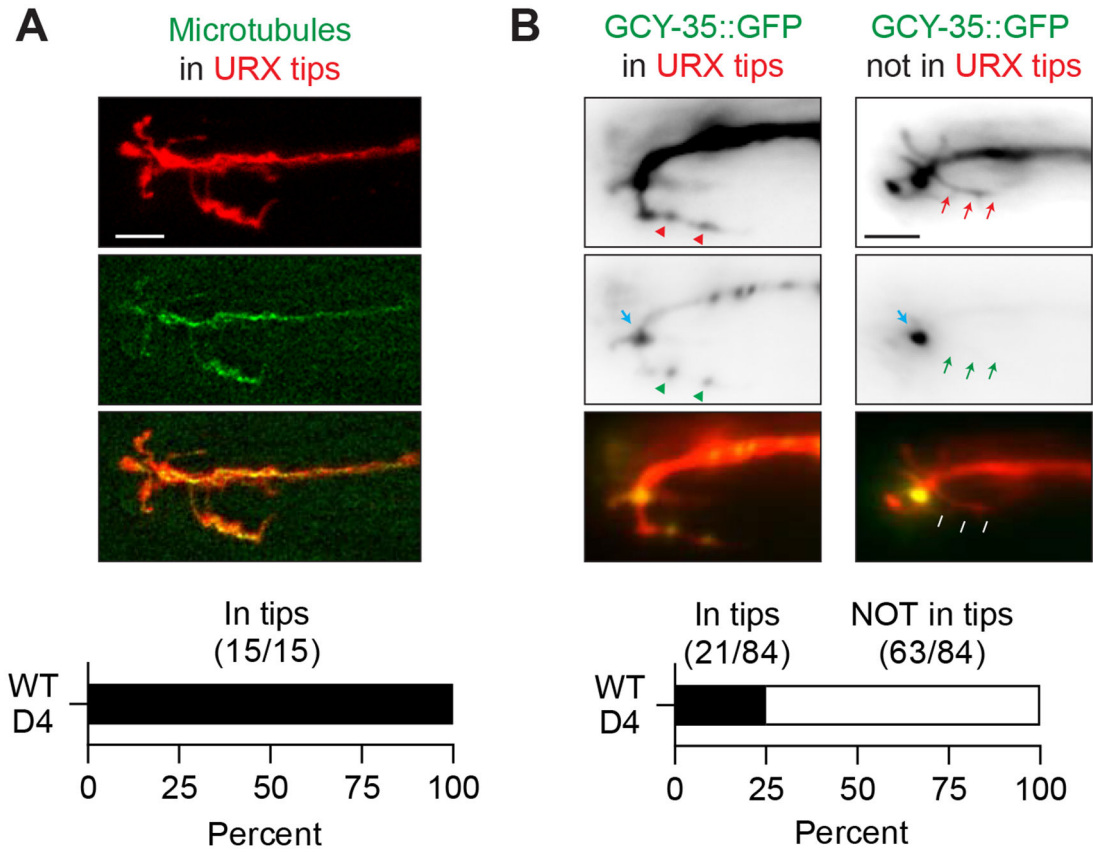 A
Microtubules
in URX tips
In tips
(15/15)
WT
D4
0 25 50 75 100
Percent
B
GCY-35::GFP
in URX tips
GCY-35::GFP
not in URX tips
In tips
(21/84)
NOT in tips
(63/84)
WT
D4
0 25 50 75 100
Percent